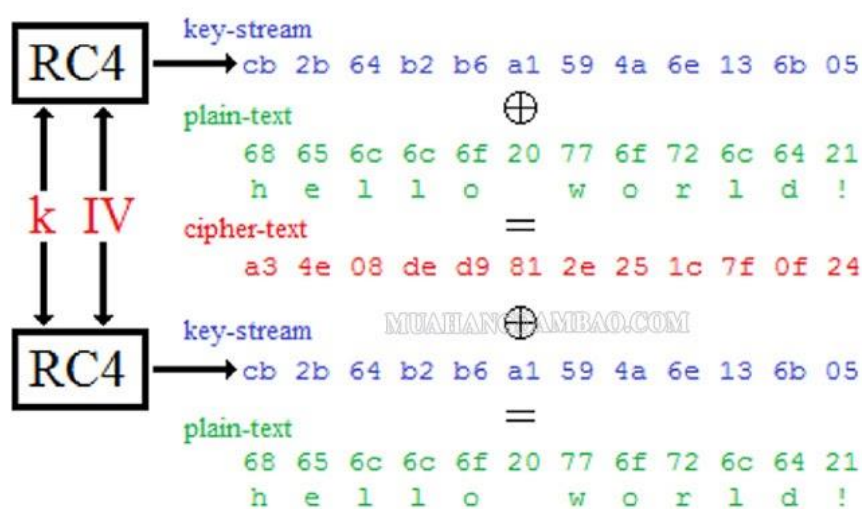 key-stream
RC4 cb 2b 64 b2 b6 a1 59 4a 6e 13 6b 05
⊕
plain-text
68 65 6c 6c 6f 20 77 6f 72 6c 64 21
h e l l o w o r l d !
k IV
=
cipher-text
a3 4e 08 de d9 81 2e 25 1c 7f 0f 24
⊕
key-stream
RC4 cb 2b 64 b2 b6 a1 59 4a 6e 13 6b 05
=
plain-text
68 65 6c 6c 6f 20 77 6f 72 6c 64 21
h e l l o w o r l d !